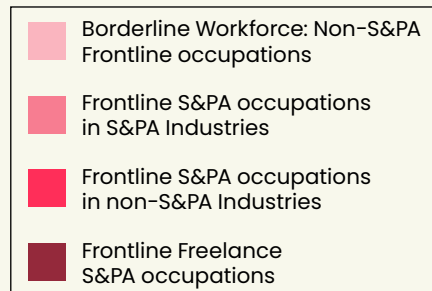 Borderline Workforce: Non-S&PA
Frontline occupations
Frontline S&PA occupations
in S&PA Industries
Frontline S&PA occupations
in non-S&PA Industries
Frontline Freelance
S&PA occupations